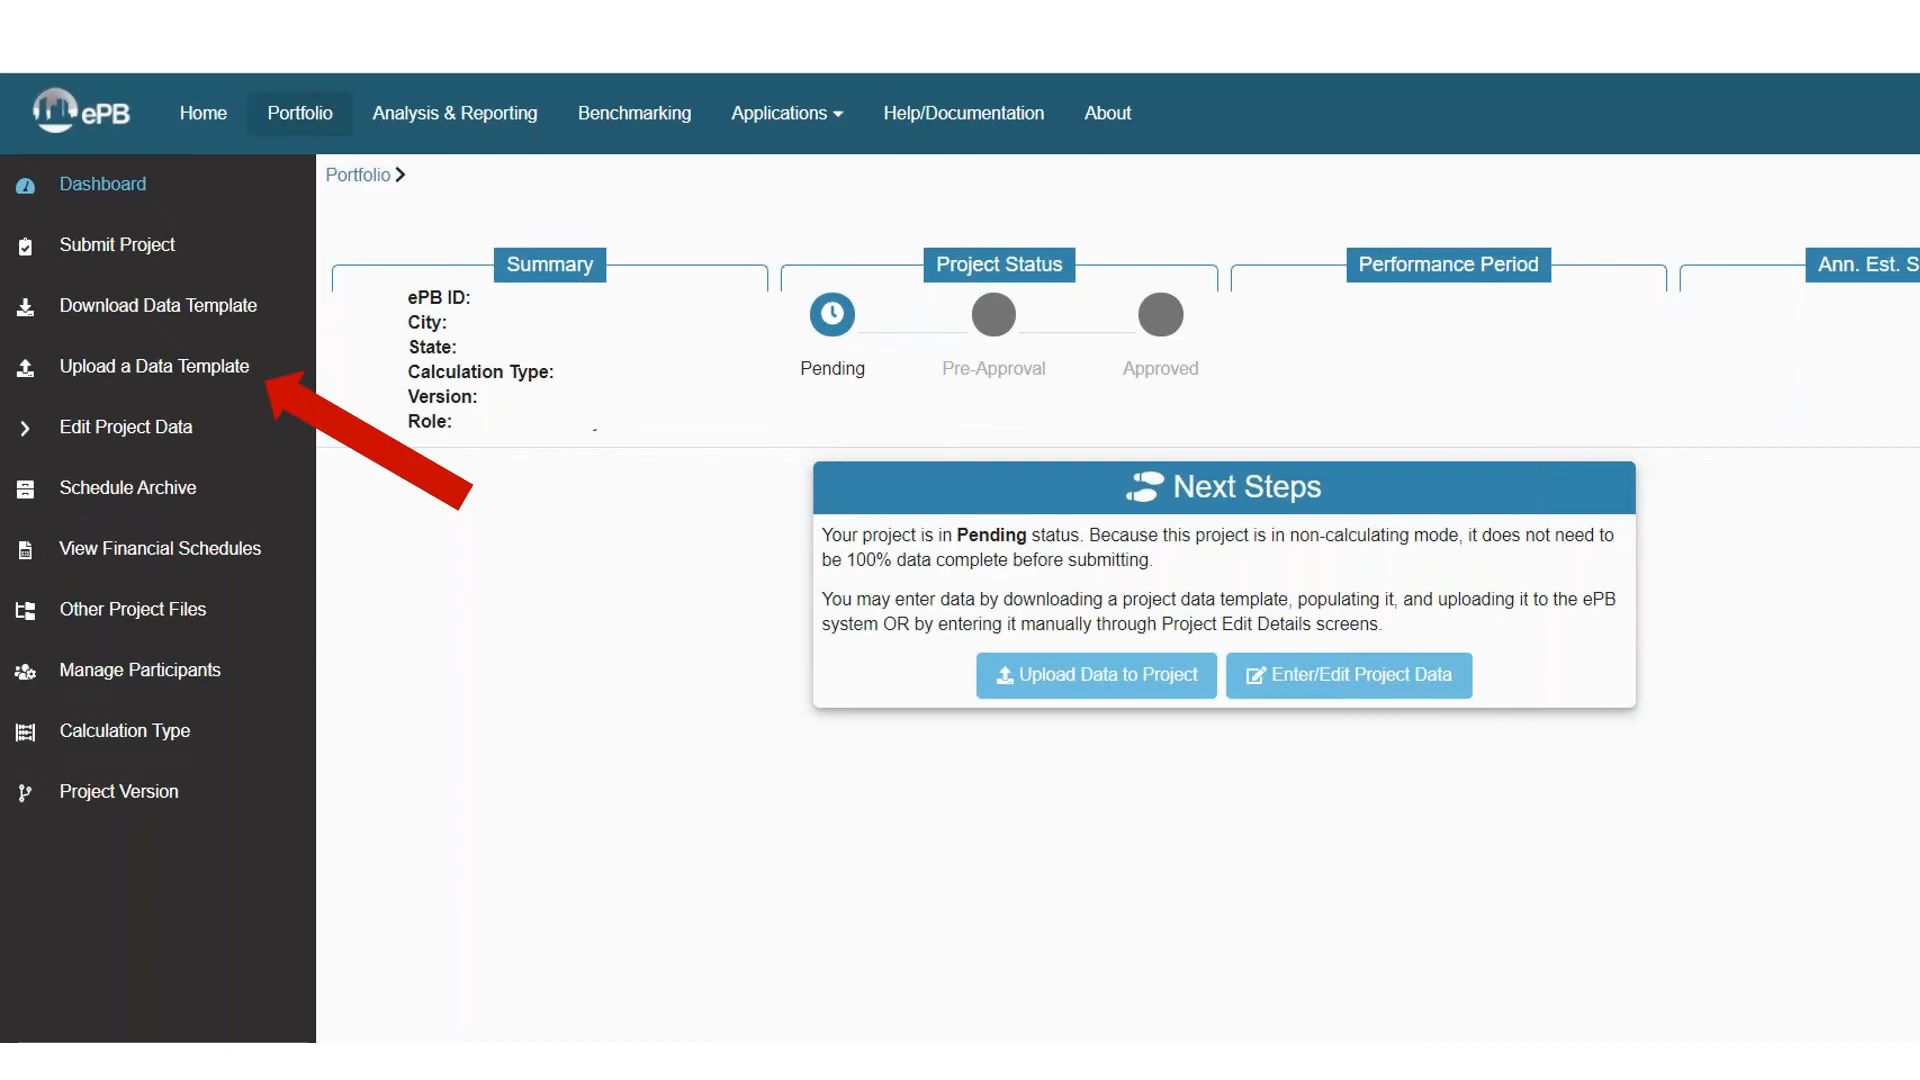 ePB Home Portfolio Analysis & Reporting Benchmarking Applications Help/Documentation About
Dashboard
Submit Project
Download Data Template
Upload a Data Template
Edit Project Data
Schedule Archive
View Financial Schedules
Other Project Files
Manage Participants
Calculation Type
Project Version
Portfolio
Summary
ePB ID:
City:
State:
Calculation Type:
Version:
Role:
Project Status
Pending Pre-Approval Approved
Performance Period
Ann. Est. S
Next Steps
Your project is in Pending status. Because this project is in non-calculating mode, it does not need to
be 100% data complete before submitting.
You may enter data by downloading a project data template, populating it, and uploading it to the ePB
system OR by entering it manually through Project Edit Details screens.
Upload Data to Project Enter/Edit Project Data